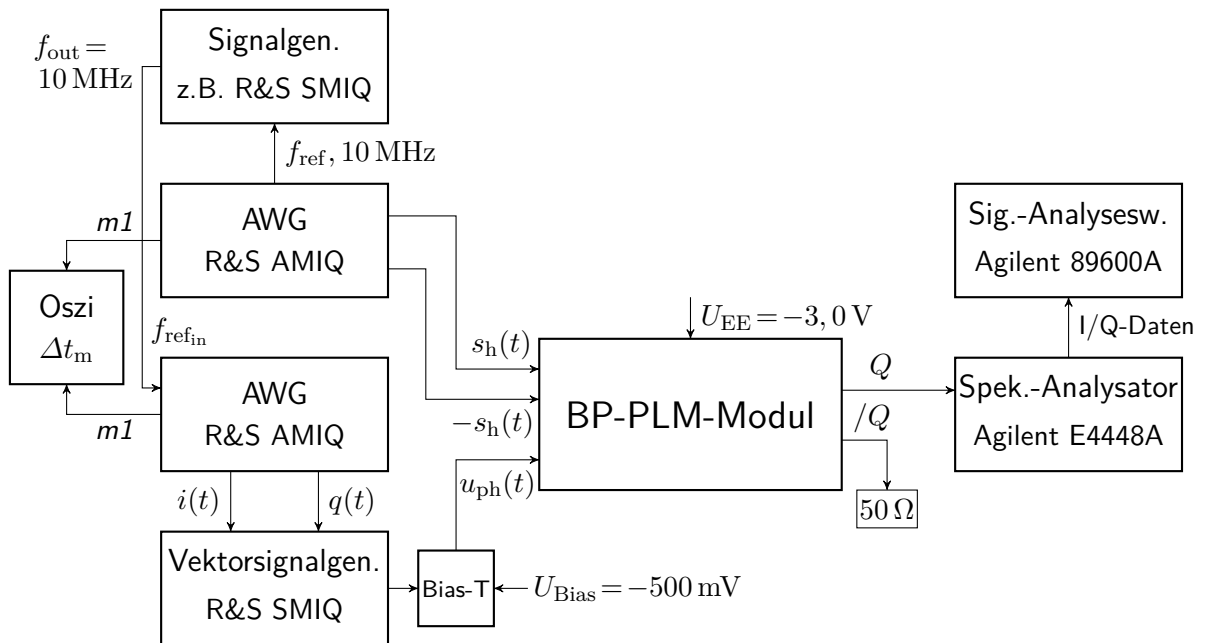 f_out =
10 MHz
Signalgen.
z.B. R&S SMIQ
f_ref, 10 MHz
m1
AWG
R&S AMIQ
Oszi
Δt_m
f_ref_in
m1
AWG
R&S AMIQ
i(t)
q(t)
Vektorsignalgen.
R&S SMIQ
Bias-T
U_Bias = −500 mV
s_h(t)
−s_h(t)
u_ph(t)
U_EE = −3, 0 V
BP-PLM-Modul
Q
/Q
50 Ω
Sig.-Analysesw.
Agilent 89600A
I/Q-Daten
Spek.-Analysator
Agilent E4448A